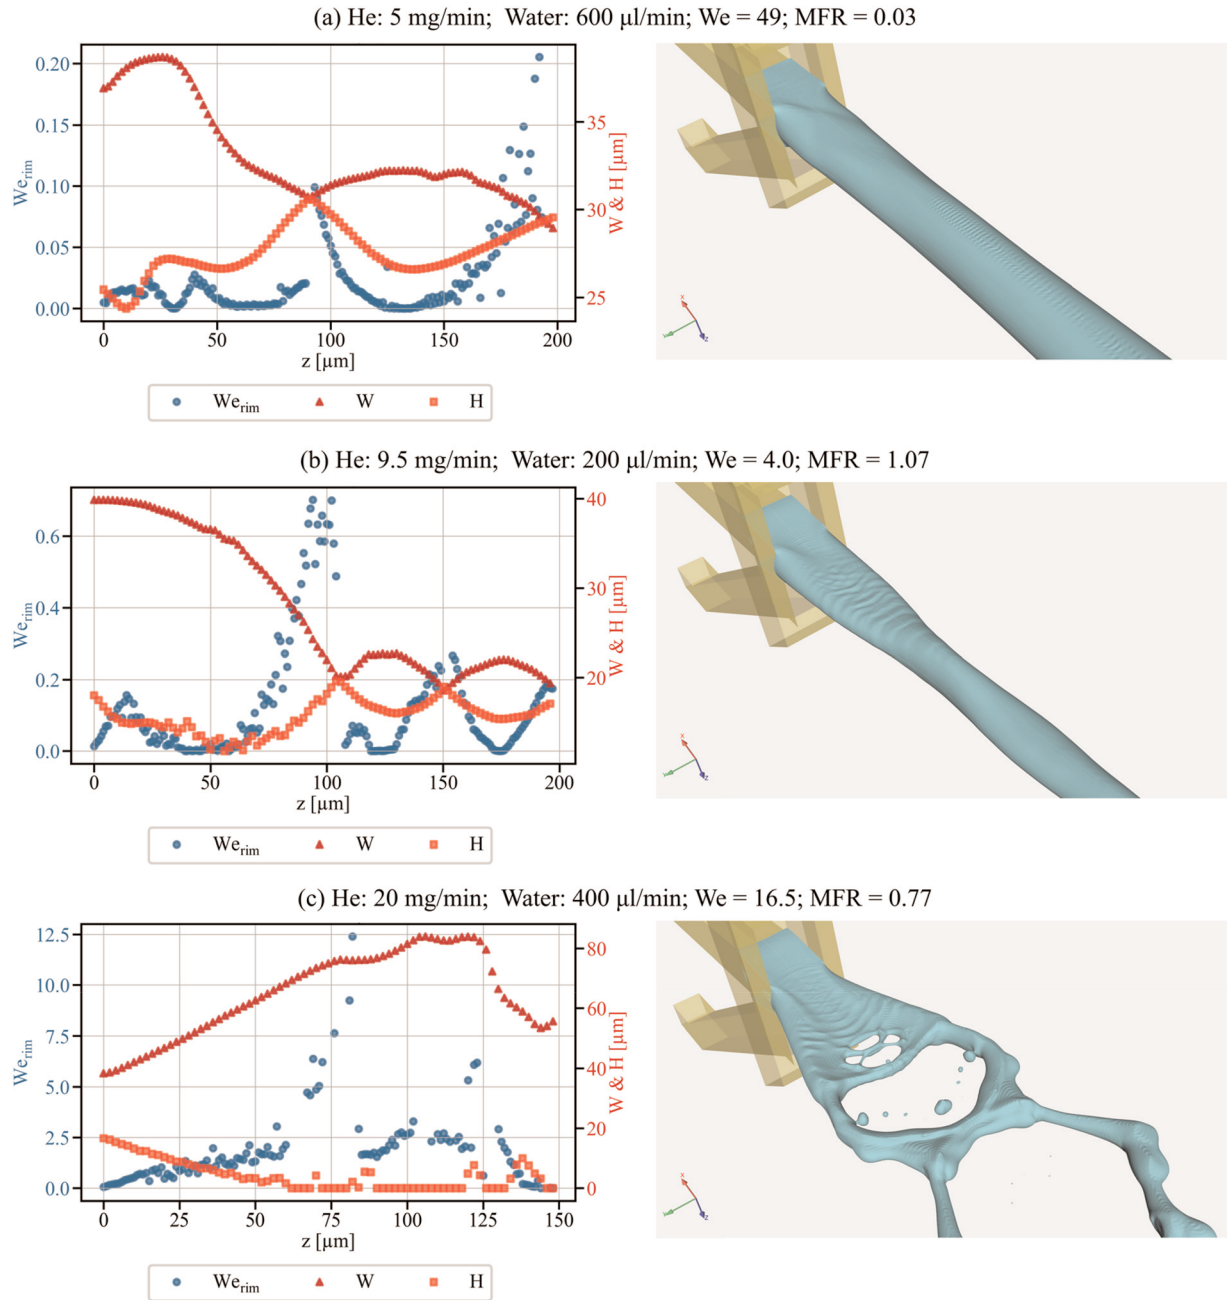 (a) He: 5 mg/min; Water: 600 µl/min; We = 49; MFR = 0.03
0.20
0.15
0.10
0.05
0.00
We_rim
35
30
25
W & H [µm]
0 50 100 150 200
z [µm]
We_rim W H
x
z
(b) He: 9.5 mg/min; Water: 200 µl/min; We = 4.0; MFR = 1.07
0.6
0.4
0.2
0.0
We_rim
40
30
20
W & H [µm]
0 50 100 150 200
z [µm]
We_rim W H
x
z
(c) He: 20 mg/min; Water: 400 µl/min; We = 16.5; MFR = 0.77
12.5
10.0
7.5
5.0
2.5
0.0
We_rim
80
60
40
20
0
W & H [µm]
0 25 50 75 100 125 150
z [µm]
We_rim W H
x
z